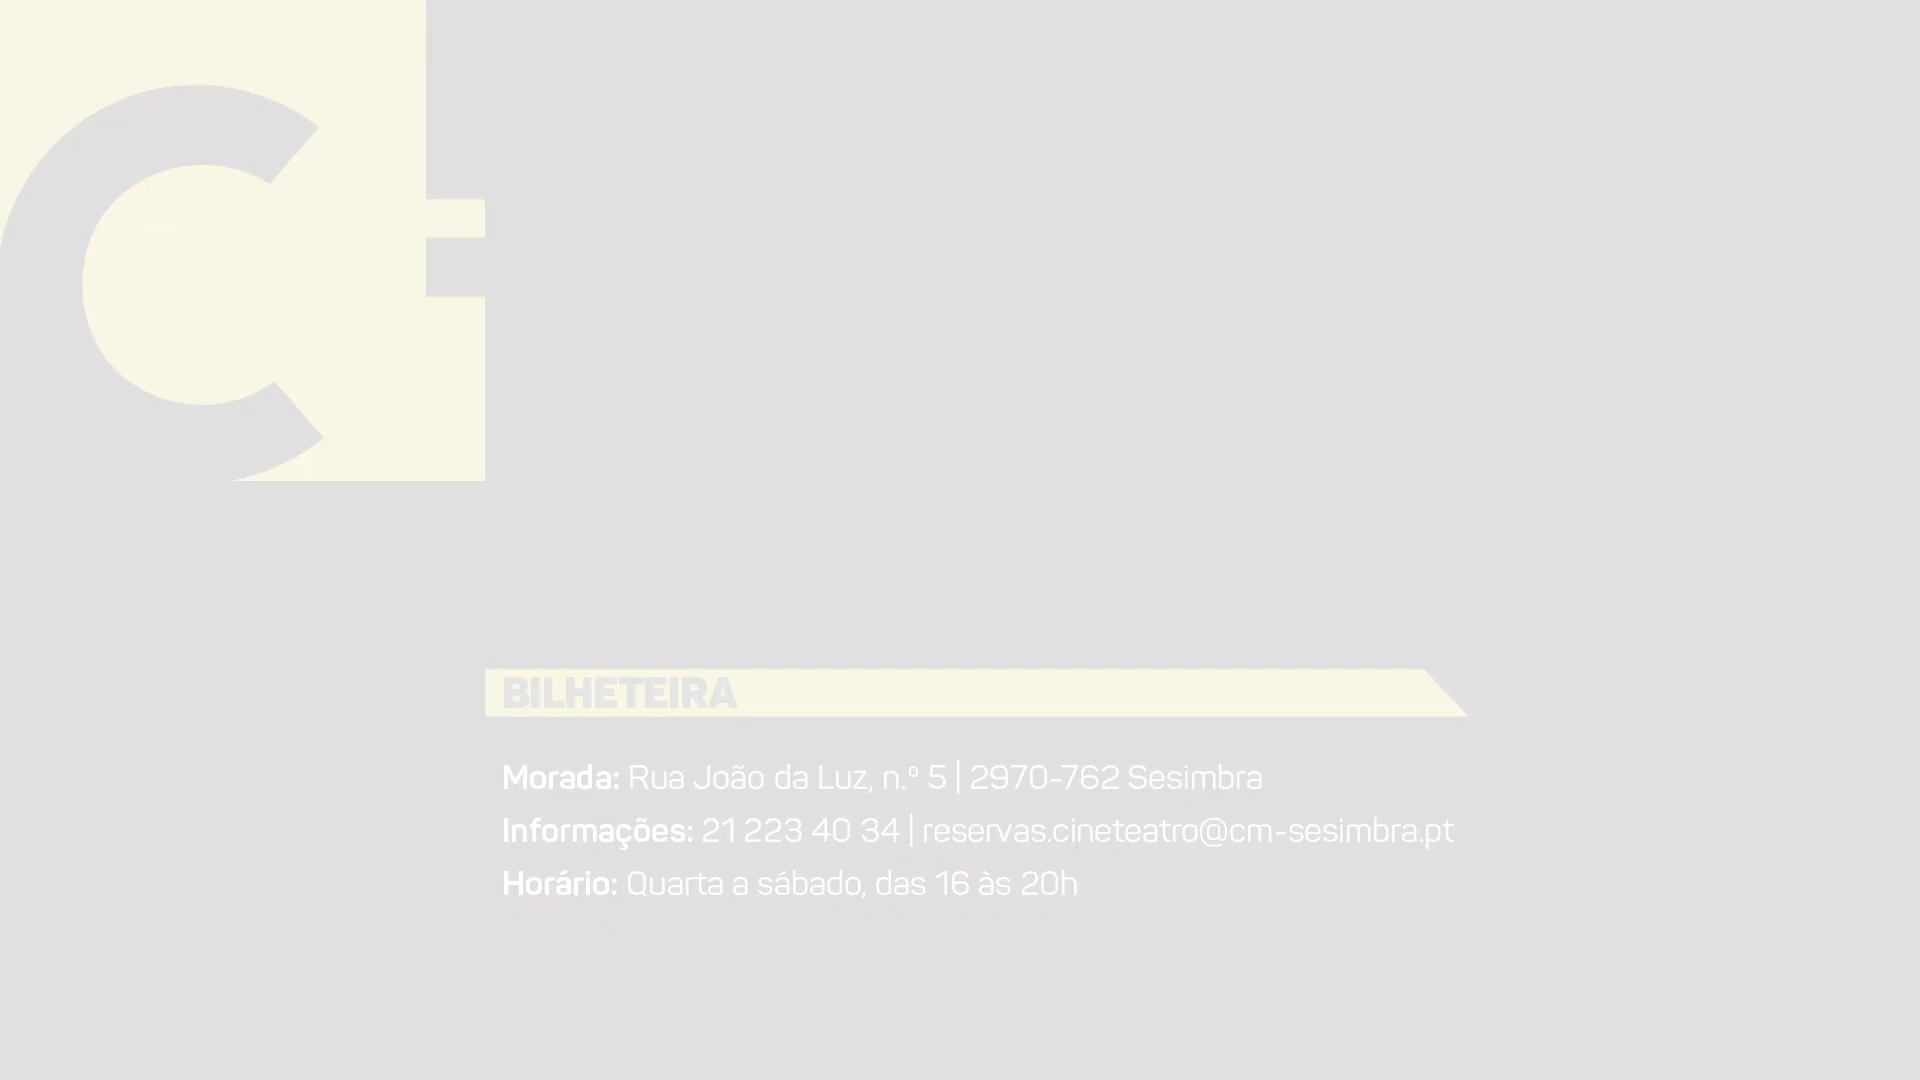 BILHETEIRA
Morada: Rua João da Luz, n.º 5 | 2970-762 Sesimbra
Informações: 21 223 40 34 | reservas.cineteatro@cm-sesimbra.pt
Horário: Quarta a sábado, das 16 às 20h